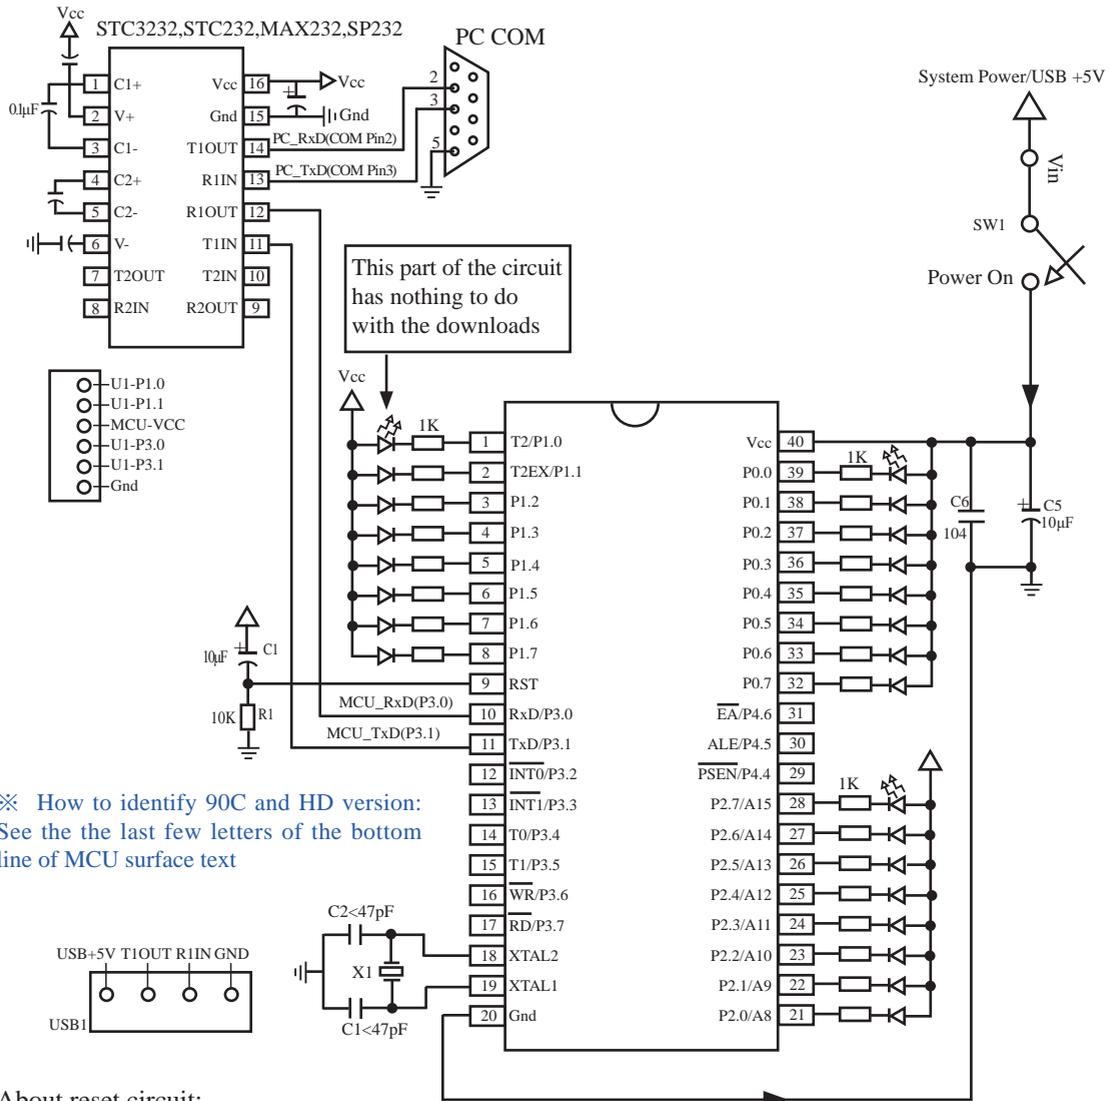 Vcc
STC3232,STC232,MAX232,SP232
PC COM
System Power/USB +5V
Vin
SW1
Power On
0.1μF
1 C1+ Vcc 16 Vcc
2 V+ Gnd 15 Gnd
3 C1- T1OUT 14 PC_RxD(COM Pin2)
4 C2+ R1IN 13 PC_TxD(COM Pin3)
5 C2- R1OUT 12
6 V- T1IN 11
7 T2OUT T2IN 10
8 R2IN R2OUT 9
2
3
5
This part of the circuit
has nothing to do
with the downloads
U1-P1.0
U1-P1.1
MCU-VCC
U1-P3.0
U1-P3.1
Gnd
Vcc
1K 1 T2/P1.0 Vcc 40
2 T2EX/P1.1 P0.0 39 1K
3 P1.2 P0.1 38
4 P1.3 P0.2 37
5 P1.4 P0.3 36
6 P1.5 P0.4 35
7 P1.6 P0.5 34
8 P1.7 P0.6 33
9 RST P0.7 32
MCU_RxD(P3.0) 10 RxD/P3.0 EA/P4.6 31
MCU_TxD(P3.1) 11 TxD/P3.1 ALE/P4.5 30
12 INT0/P3.2 PSEN/P4.4 29
13 INT1/P3.3 P2.7/A15 28 1K
14 T0/P3.4 P2.6/A14 27
15 T1/P3.5 P2.5/A13 26
16 WR/P3.6 P2.4/A12 25
17 RD/P3.7 P2.3/A11 24
18 XTAL2 P2.2/A10 23
19 XTAL1 P2.1/A9 22
20 Gnd P2.0/A8 21
C6
104
+ C5
10μF
10μF + C1
10K R1
※ How to identify 90C and HD version:
See the the last few letters of the bottom
line of MCU surface text
C2<47pF
X1
C1<47pF
USB+5V T1OUT R1IN GND
USB1
About reset circuit: